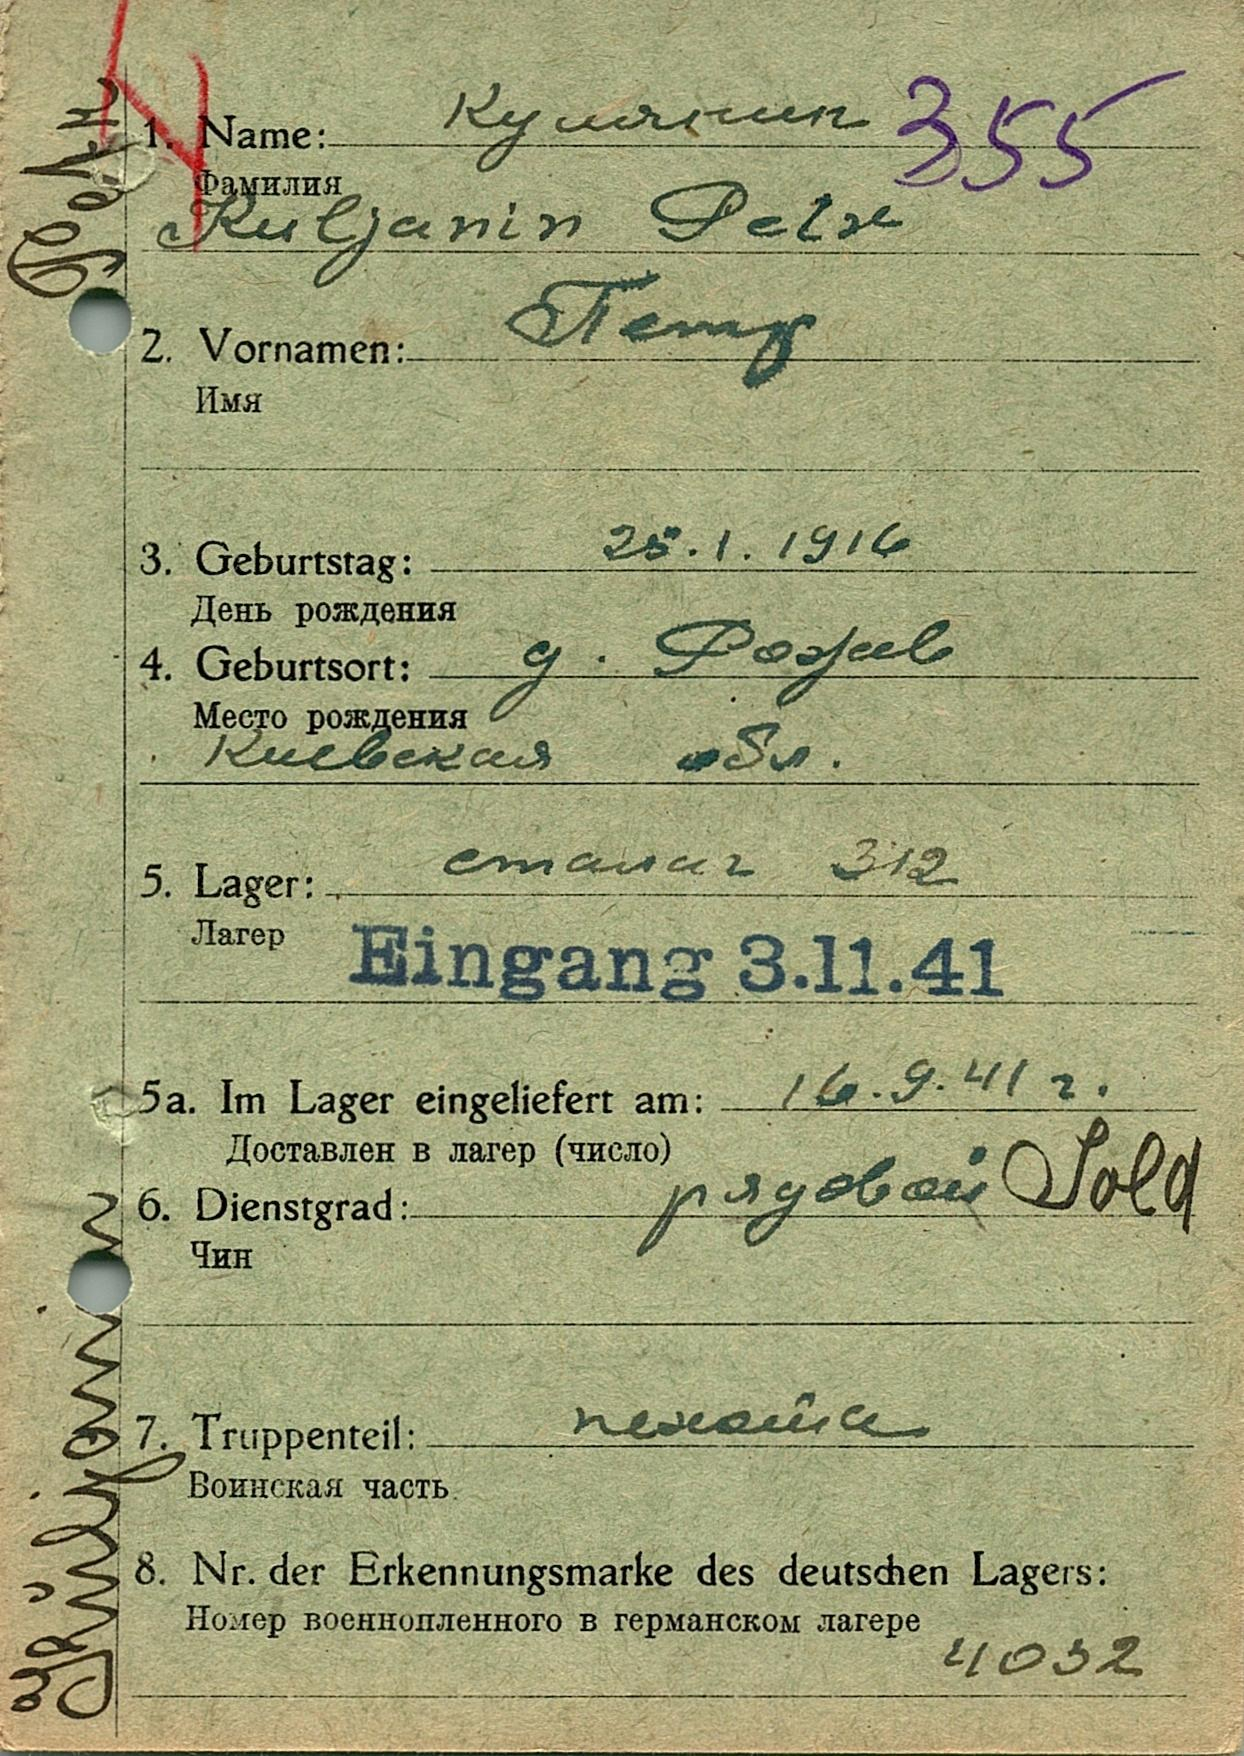 1. Name: Кулянин 355
Фамилия
Kuljanin Petr
2. Vornamen: Петр
Имя
3. Geburtstag: 25.1.1916
День рождения
4. Geburtsort: д. Рожив
Место рождения
Киевская обл.
5. Lager: сталаг 312
Лагер
Eingang 3.11.41
5a. Im Lager eingeliefert am: 16.9.41 г.
Доставлен в лагер (число)
6. Dienstgrad: рядовой Sold
Чин
7. Truppenteil: пехота
Воинская часть
8. Nr. der Erkennungsmarke des deutschen Lagers:
Номер военнопленного в германском лагере
4032
Kuljanin